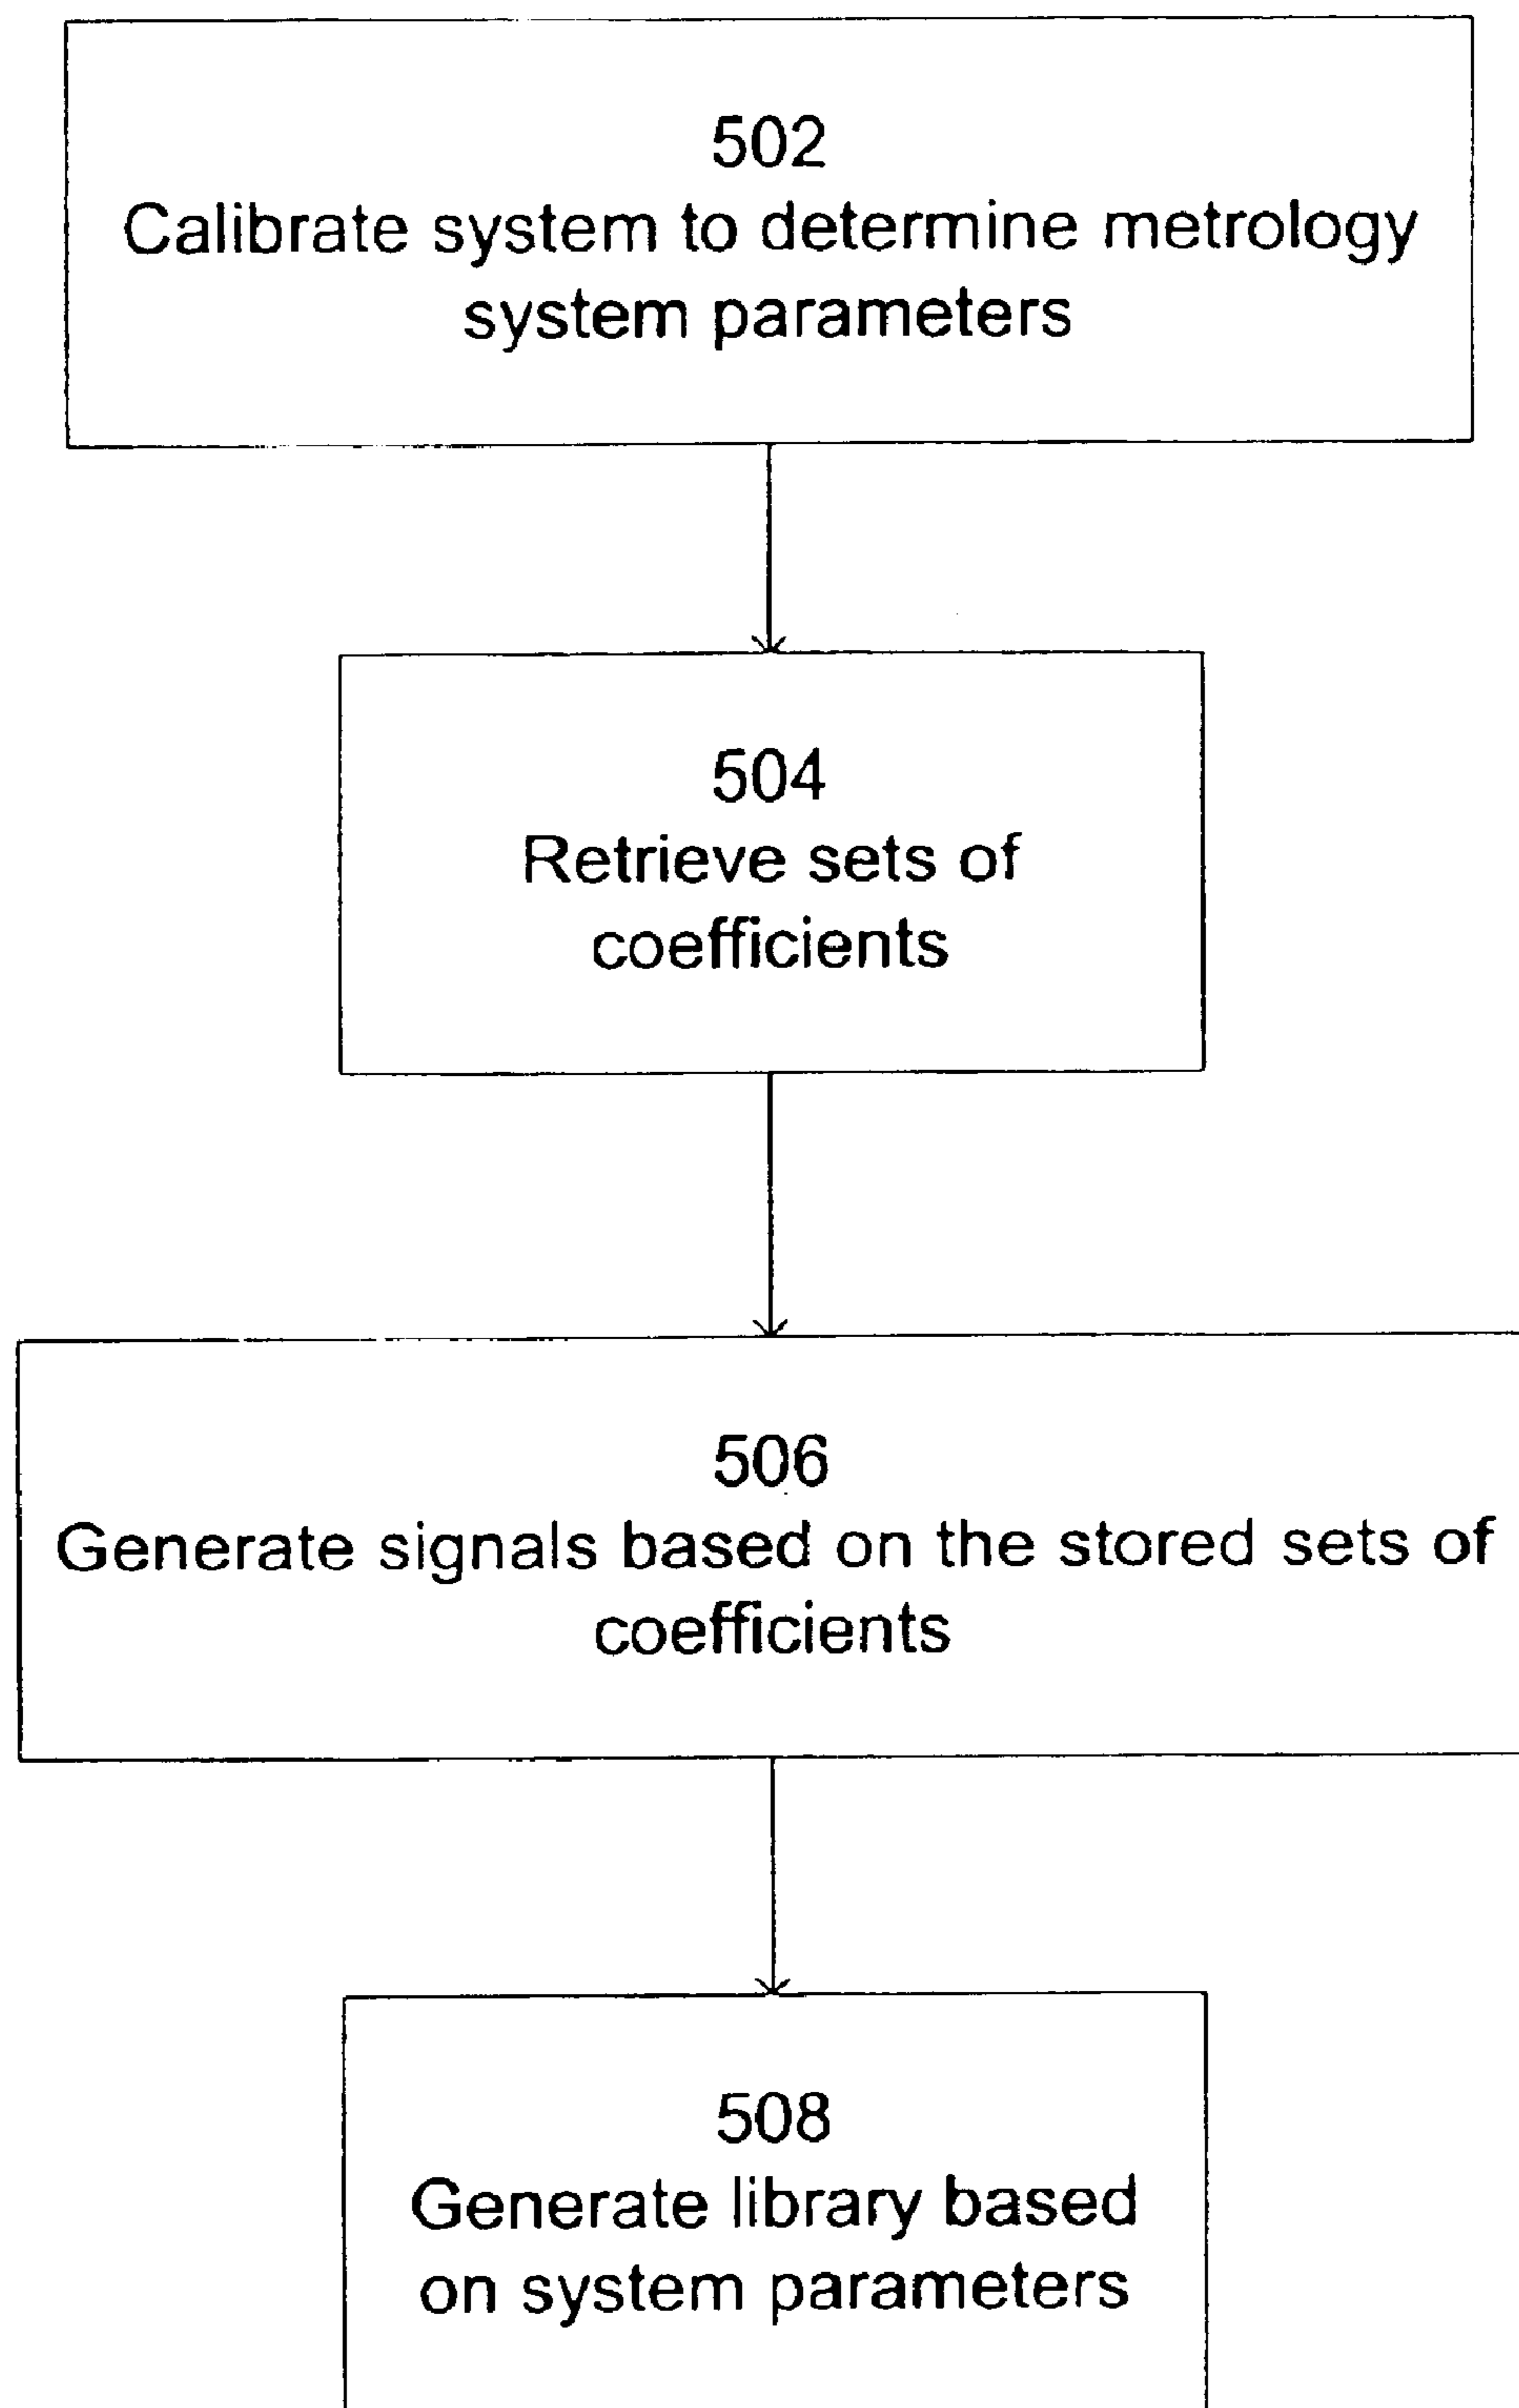 502
Calibrate system to determine metrology
system parameters
504
Retrieve sets of
coefficients
506
Generate signals based on the stored sets of
coefficients
508
Generate library based
on system parameters